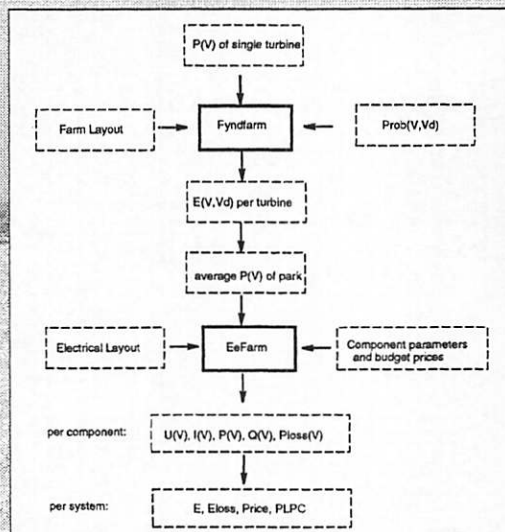 P(V) of single turbine
Farm Layout
Fyndfarm
Prob(V,Vd)
E(V,Vd) per turbine
average P(V) of park
Electrical Layout
EeFarm
Component parameters
and budget prices
per component:
U(V), I(V), P(V), Q(V), Ploss(V)
per system:
E, Eloss, Price, PLPC